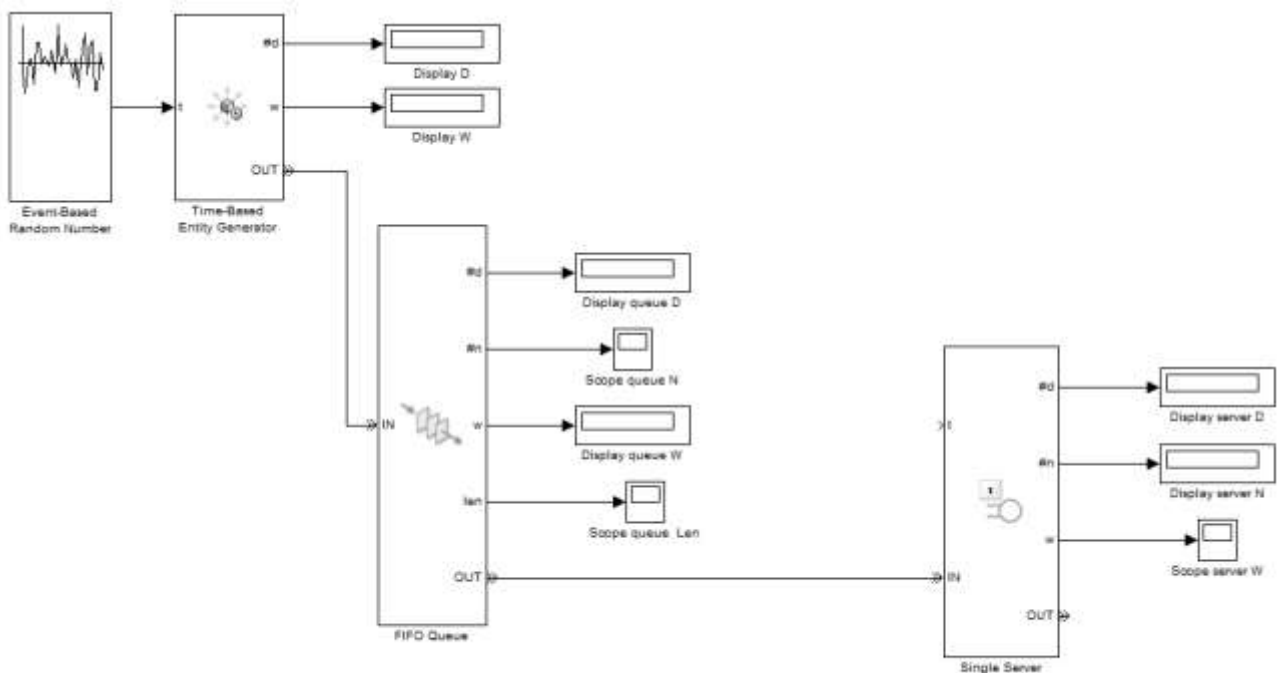 #d
Display D
t
w
Display W
OUT
Event-Based
Random Number
Time-Based
Entity Generator
#d
Display queue D
#n
Scope queue N
IN
w
Display queue W
len
Scope queue Len
OUT
FIFO Queue
#d
Display server D
t
#n
Display server N
w
Scope server W
IN
OUT
Single Server